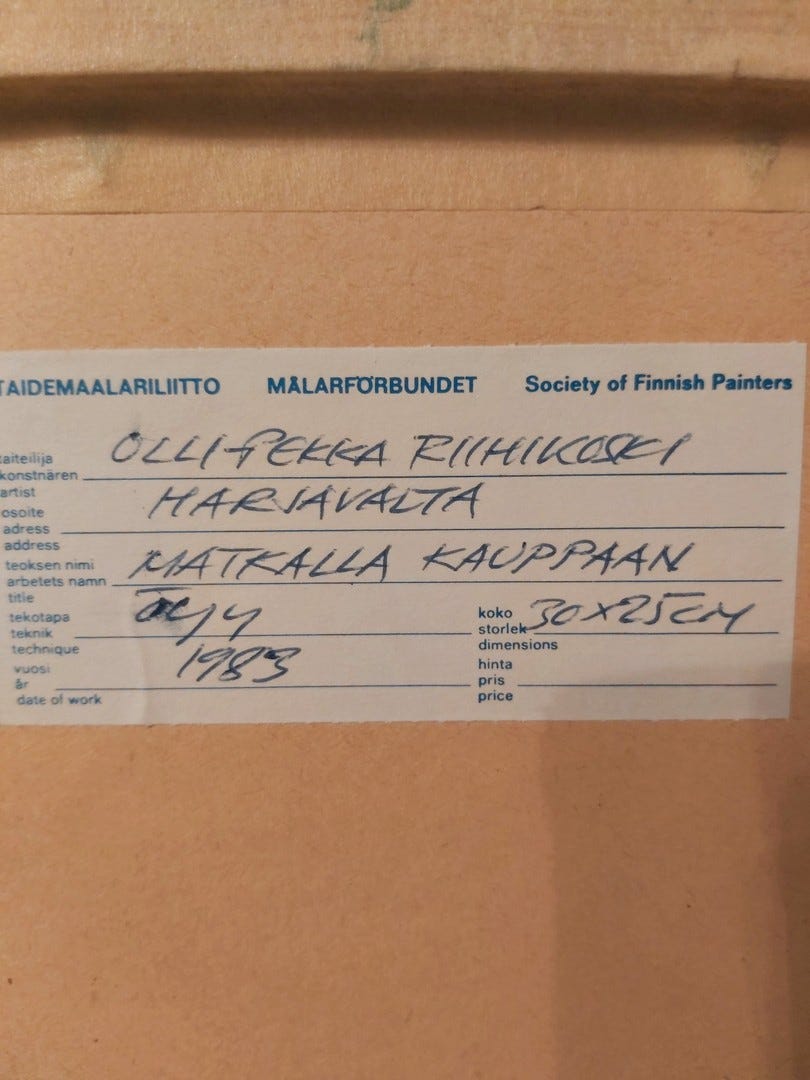 TAIDEMAALARILIITTO MÅLARFÖRBUNDET Society of Finnish Painters
taiteilija
konstnären
artist OLLI-PEKKA RIIHIKOSKI
osoite
adress
address HARJAVALTA
teoksen nimi
arbetets namn
title MATKALLA KAUPPAAN
tekotapa
teknik
technique ÖLJY
koko
storlek
dimensions 30x25CM
vuosi
år
date of work 1983
hinta
pris
price